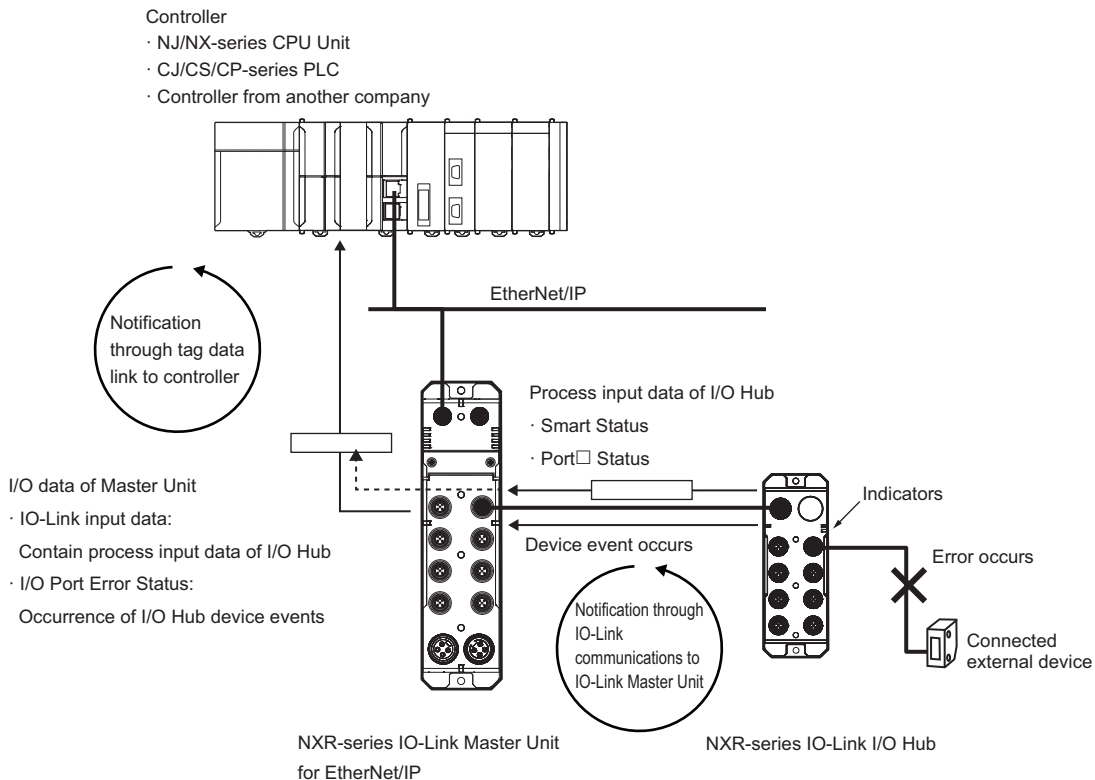 Controller
· NJ/NX-series CPU Unit
· CJ/CS/CP-series PLC
· Controller from another company
EtherNet/IP
Notification
through tag data
link to controller
Process input data of I/O Hub
· Smart Status
· Port□ Status
I/O data of Master Unit
· IO-Link input data:
Contain process input data of I/O Hub
· I/O Port Error Status:
Occurrence of I/O Hub device events
Indicators
Device event occurs
Error occurs
Notification through
IO-Link
communications to
IO-Link Master Unit
Connected
external device
NXR-series IO-Link Master Unit
for EtherNet/IP
NXR-series IO-Link I/O Hub